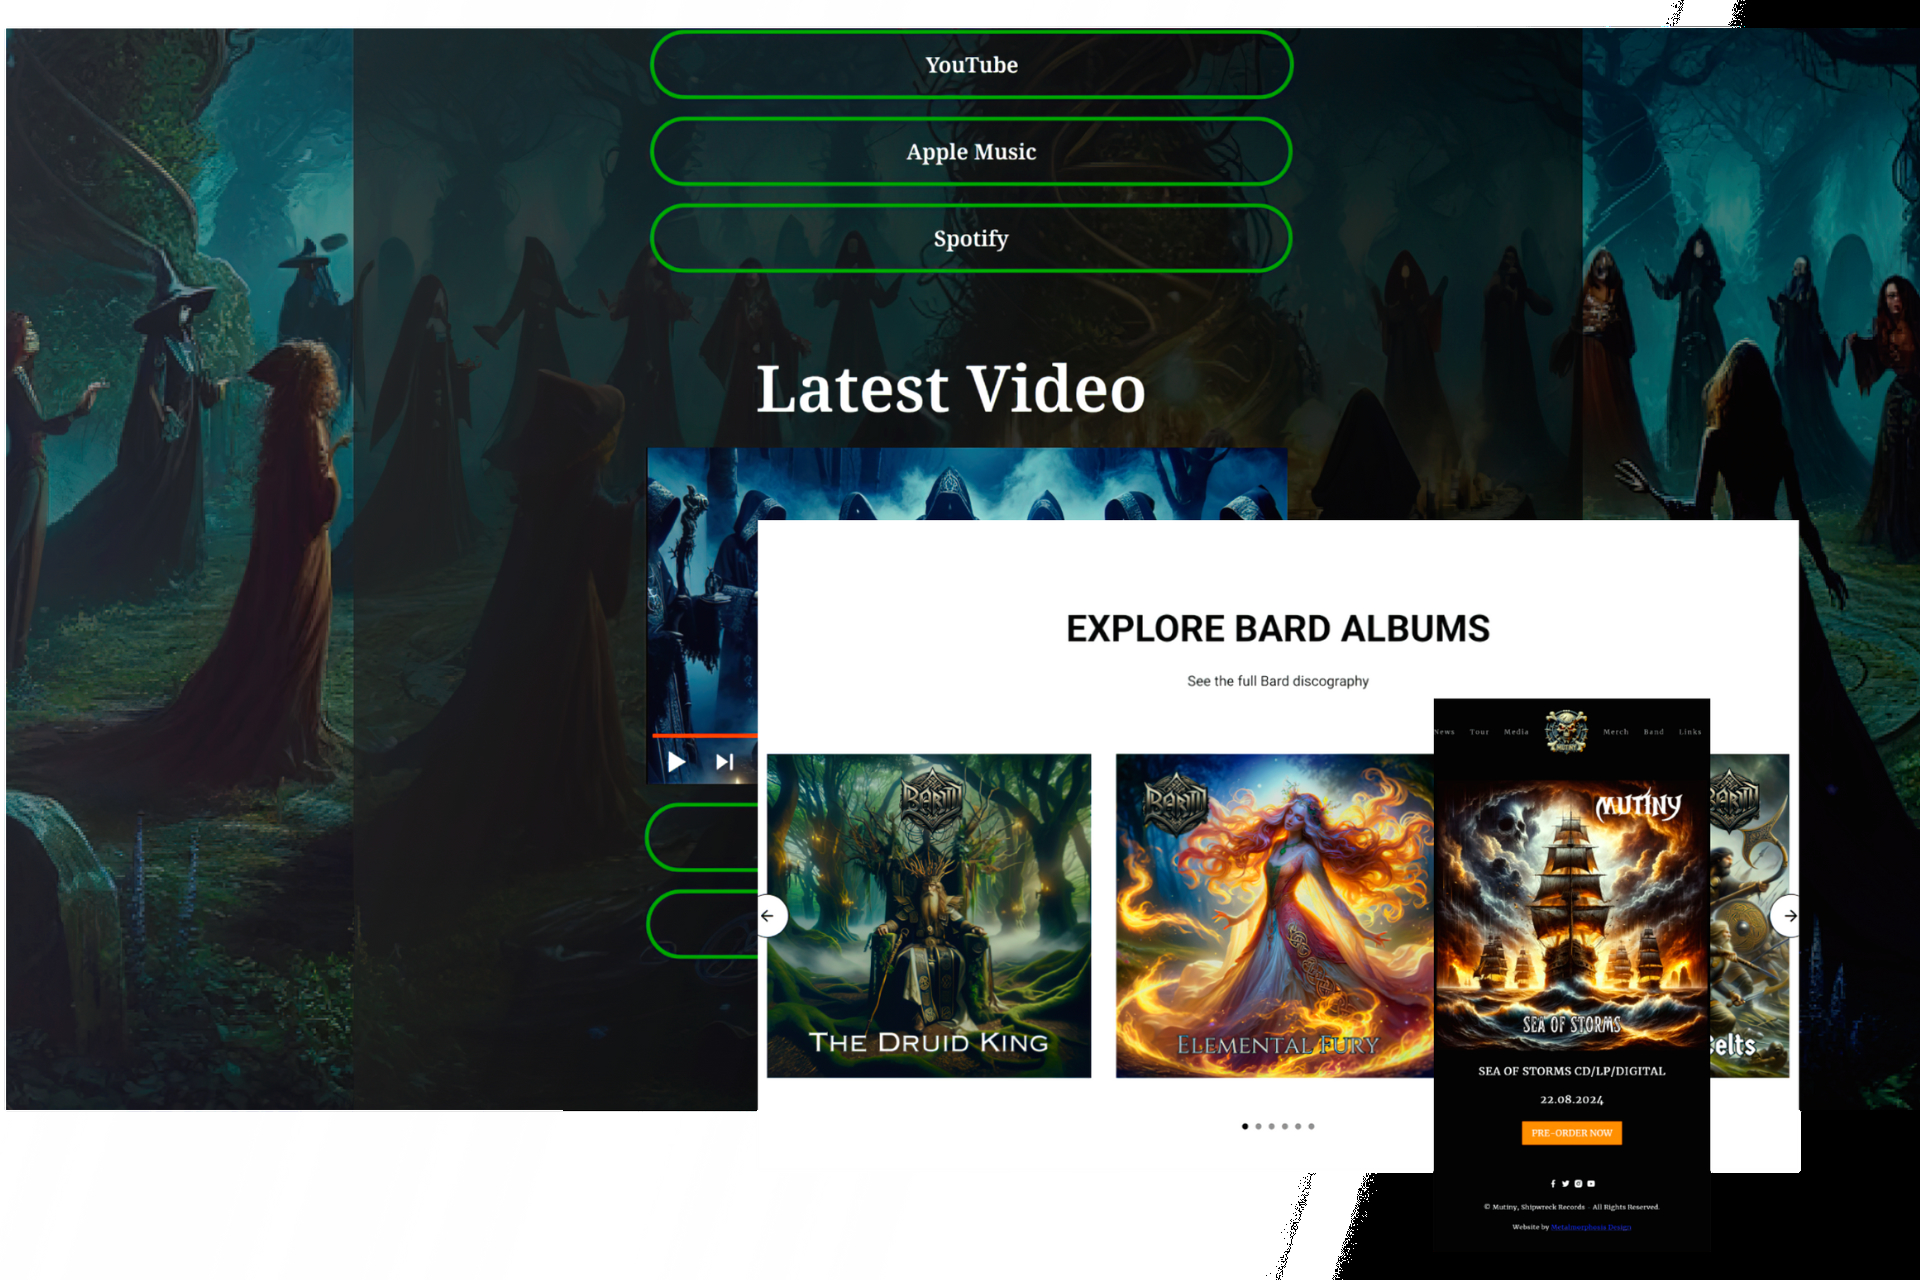 YouTube
Apple Music
Spotify
Latest Video
EXPLORE BARD ALBUMS
See the full Bard discography
BARD
THE DRUID KING
BARD
ELEMENTAL FURY
BARD
elts
News Tour Media MUTINY Merch Band Links
MUTINY
SEA OF STORMS
SEA OF STORMS CD/LP/DIGITAL
22.08.2024
PRE-ORDER NOW
© Mutiny, Shipwreck Records - All Rights Reserved.
Website by Metalmorphosis Design